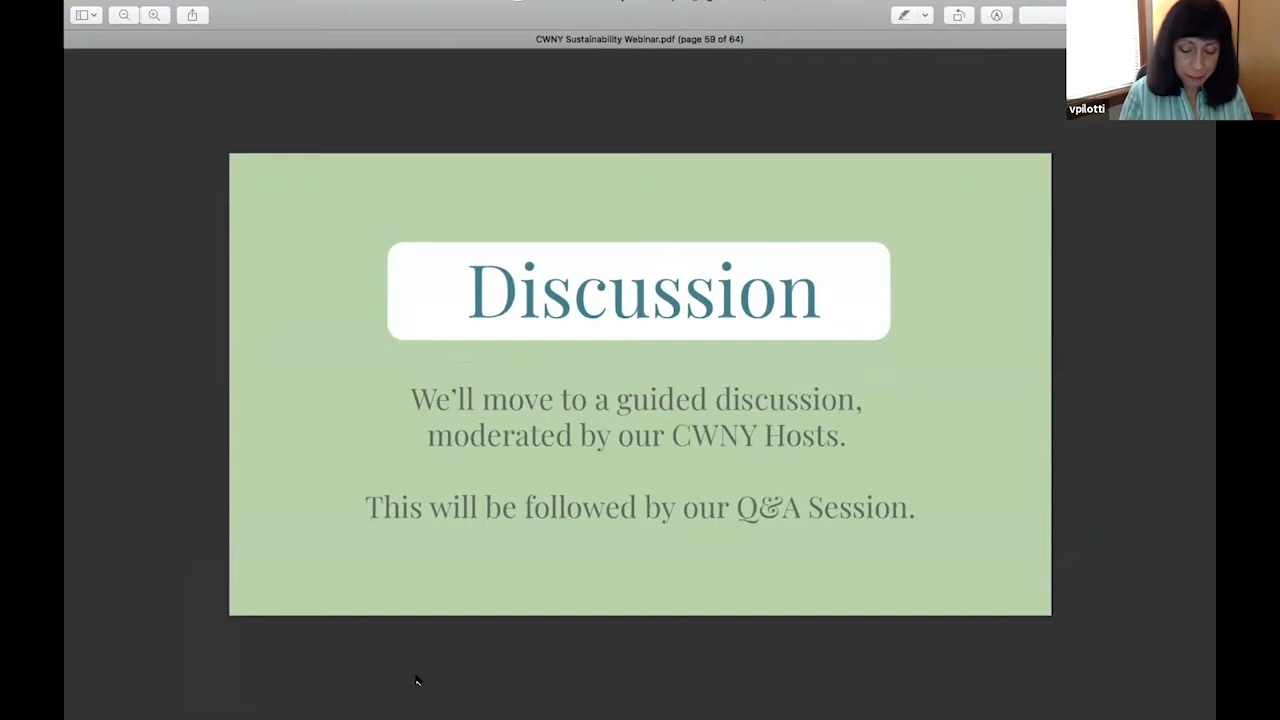 CWNY Sustainability Webinar.pdf (page 59 of 64)
vpilotti
Discussion
We’ll move to a guided discussion,
moderated by our CWNY Hosts.
This will be followed by our Q&A Session.